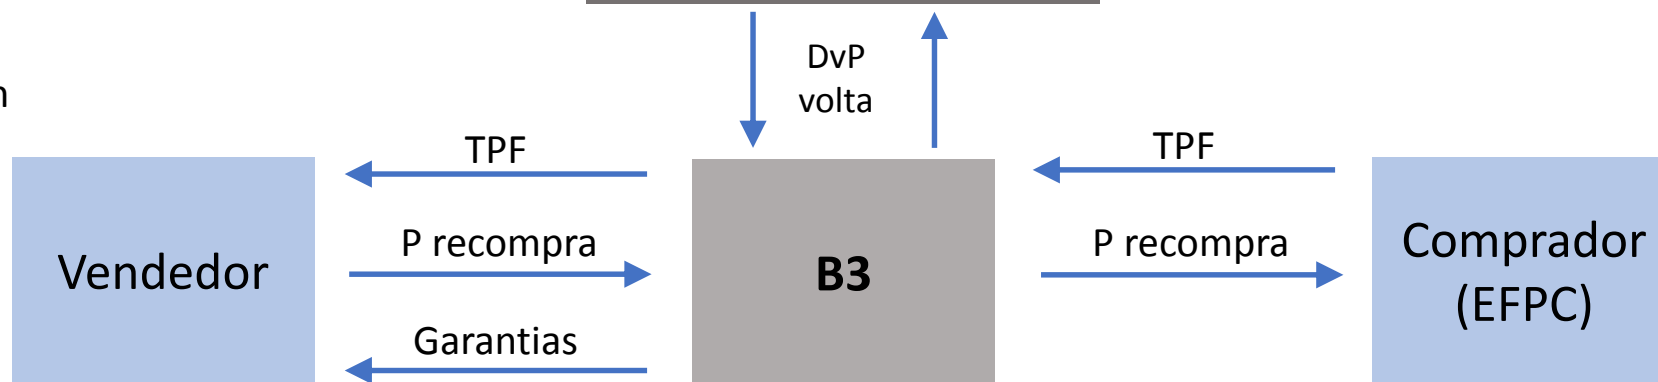 DvP
volta
TPF
TPF
Vendedor
P recompra
B3
P recompra
Comprador
(EFPC)
Garantias